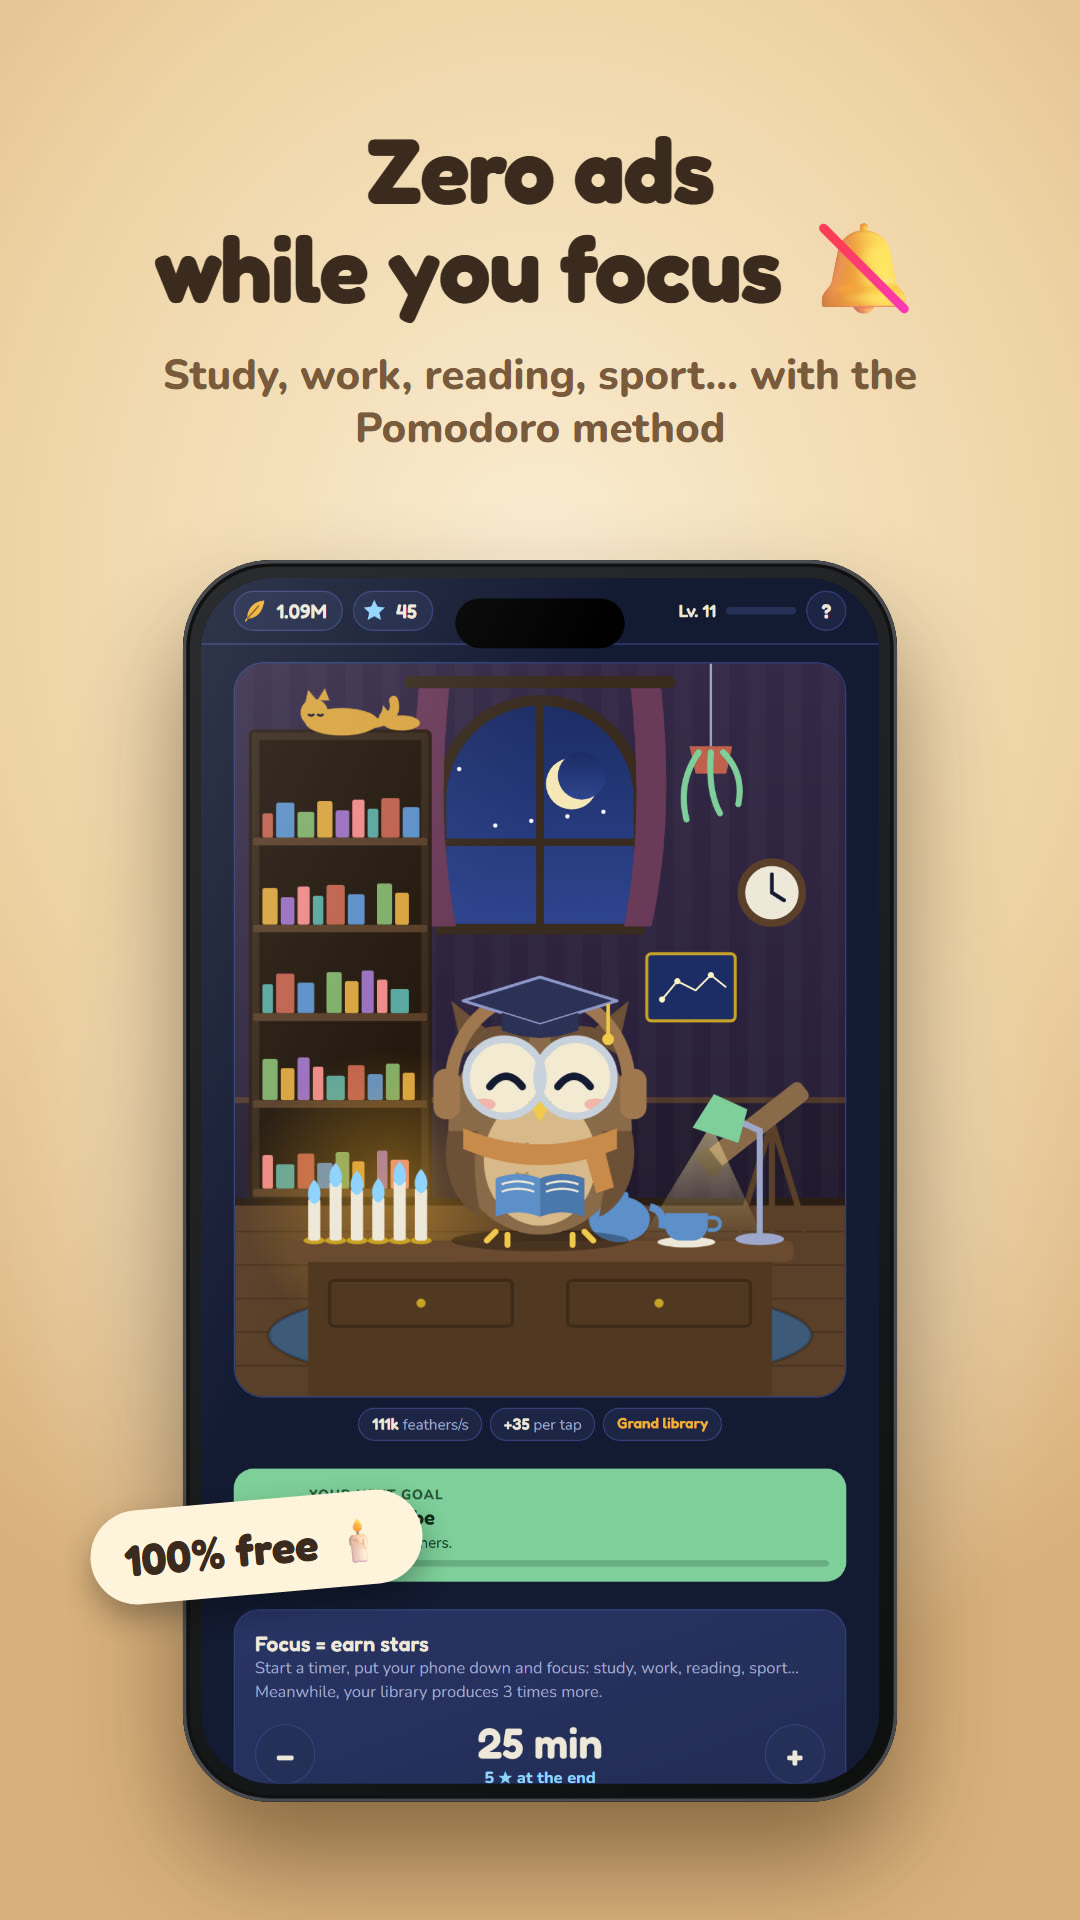 Zero ads
while you focus
Study, work, reading, sport... with the
Pomodoro method
1.09M
45
Lv. 11
?
111k feathers/s
+35 per tap
Grand library
GOAL
100% free
Focus = earn stars
Start a timer, put your phone down and focus: study, work, reading, sport...
Meanwhile, your library produces 3 times more.
−
25 min
+
5 ★ at the end